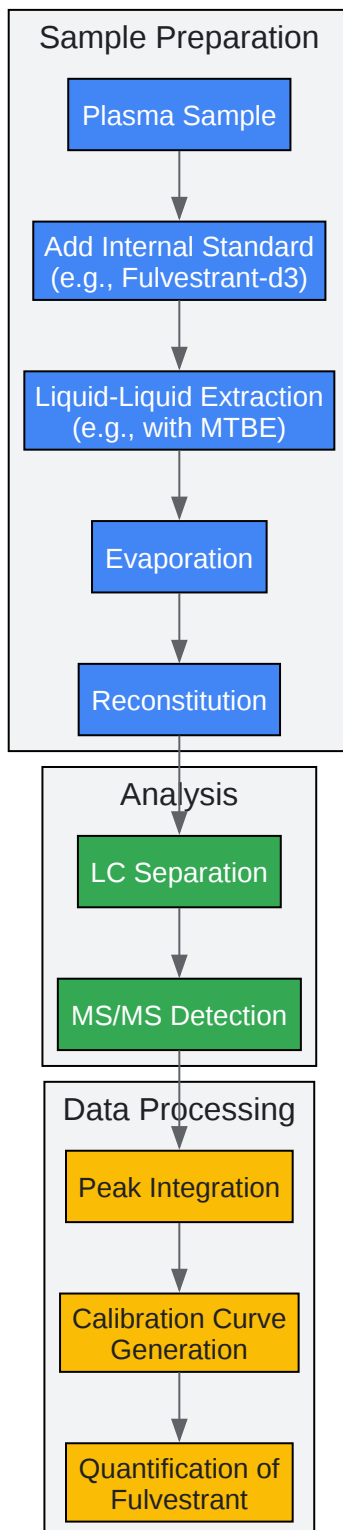 Sample Preparation
Plasma Sample
Add Internal Standard
(e.g., Fulvestrant-d3)
Liquid-Liquid Extraction
(e.g., with MTBE)
Evaporation
Reconstitution
Analysis
LC Separation
MS/MS Detection
Data Processing
Peak Integration
Calibration Curve
Generation
Quantification of
Fulvestrant